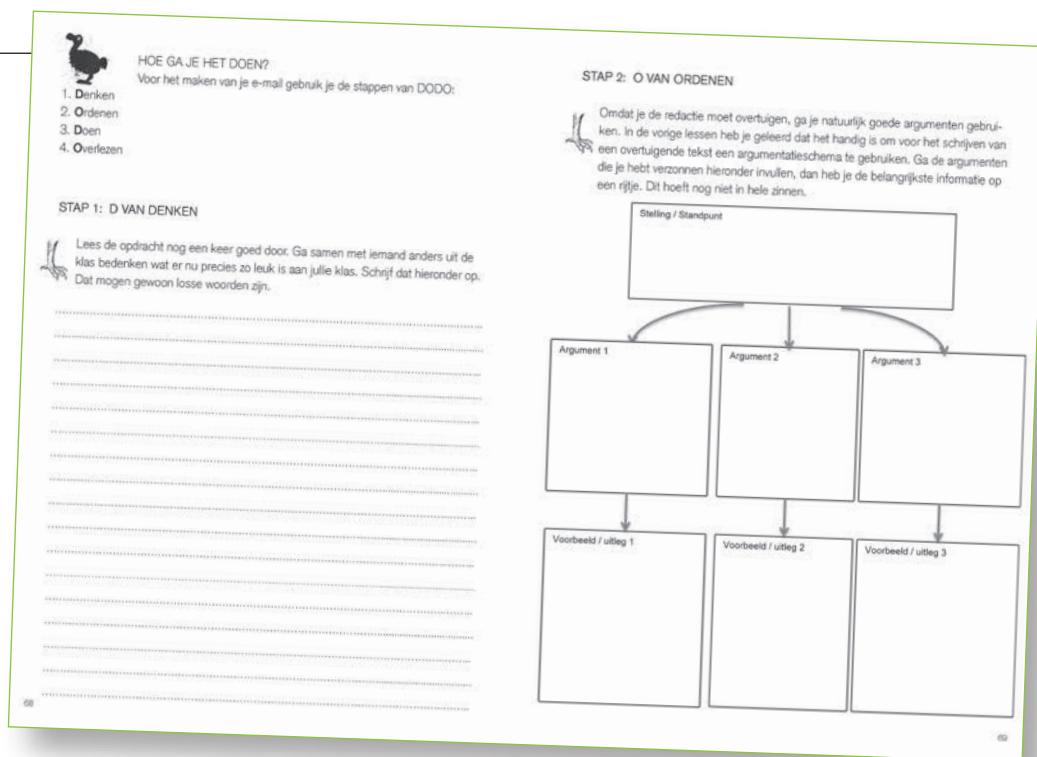 HOE GA JE HET DOEN?
Voor het maken van je e-mail gebruik je de stappen van DODO:
1. Denken
2. Ordenen
3. Doen
4. Overlezen
STAP 1: D VAN DENKEN
Lees de opdracht nog een keer goed door. Ga samen met iemand anders uit de
klas bedenken wat er nu precies zo leuk is aan jullie klas. Schrijf dat hieronder op.
Dat mogen gewoon losse woorden zijn.
68
STAP 2: O VAN ORDENEN
Omdat je de redactie moet overtuigen, ga je natuurlijk goede argumenten gebrui-
ken. In de vorige lessen heb je geleerd dat het handig is om voor het schrijven van
een overtuigende tekst een argumentatieschema te gebruiken. Ga de argumenten
die je hebt verzonnen hieronder invullen, dan heb je de belangrijkste informatie op
een rijtje. Dit hoeft nog niet in hele zinnen.
Stelling / Standpunt
Argument 1
Argument 2
Argument 3
Voorbeeld / uitleg 1
Voorbeeld / uitleg 2
Voorbeeld / uitleg 3
69